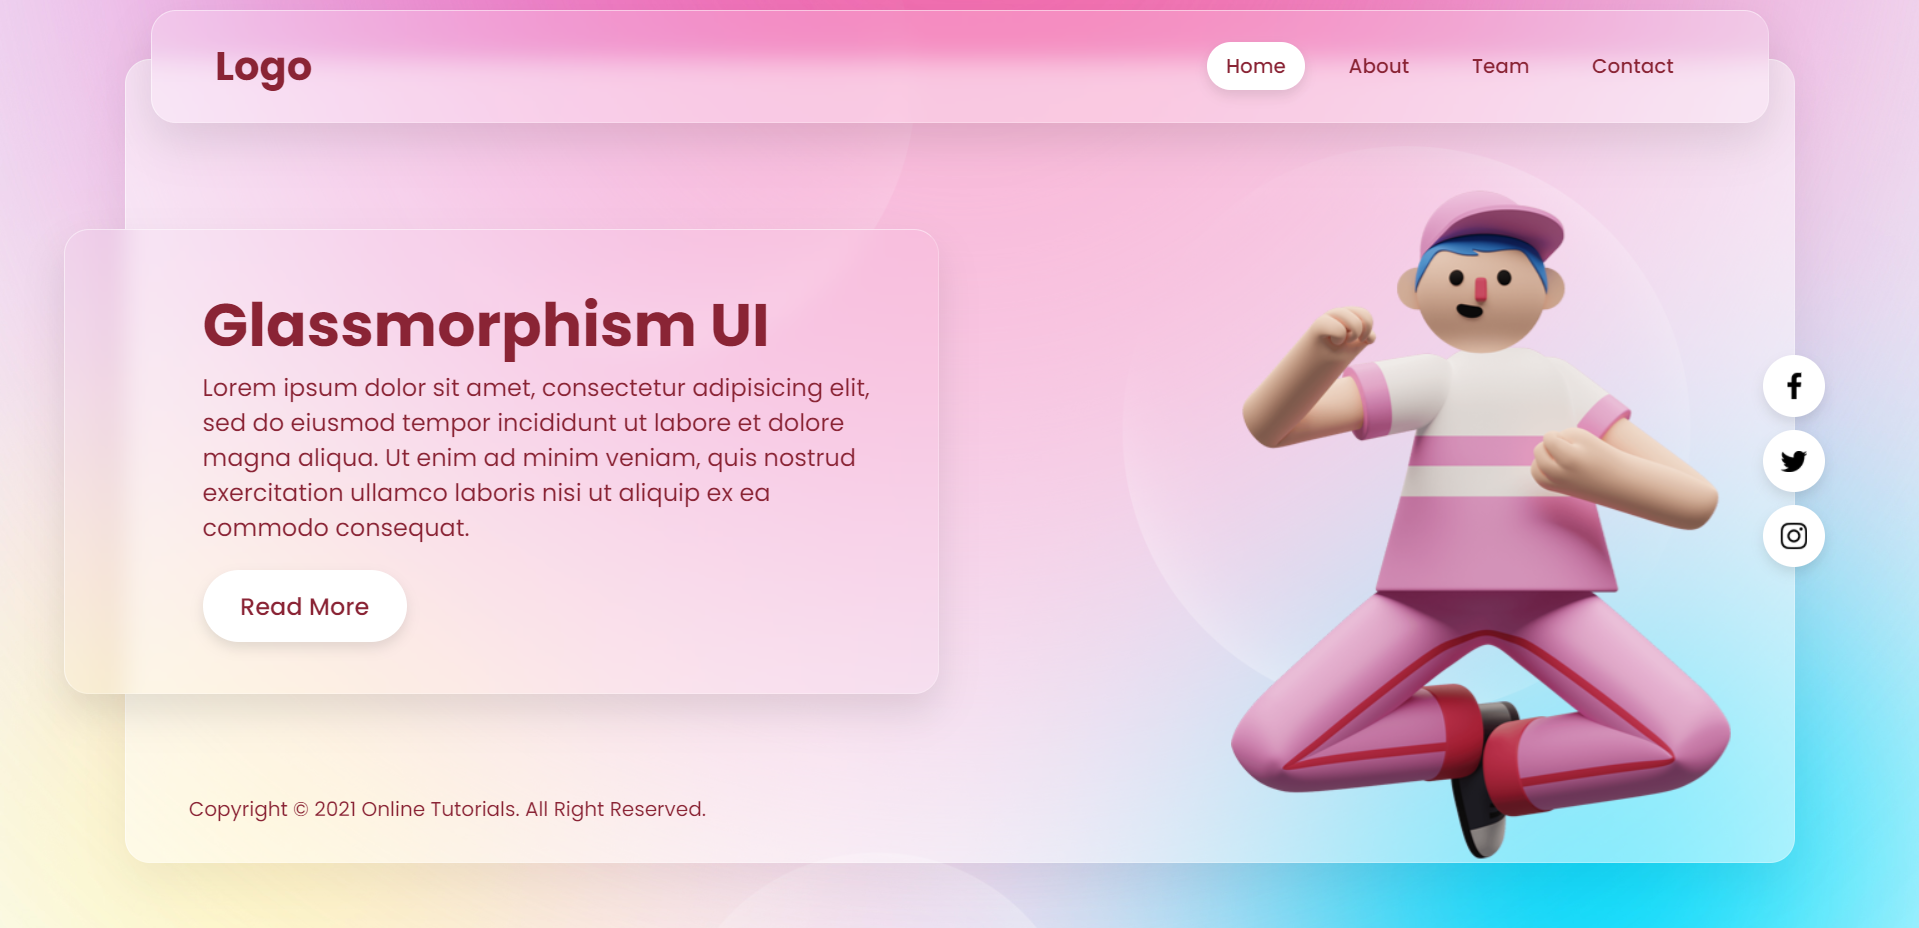 Logo
Home
About
Team
Contact
Glassmorphism UI
Lorem ipsum dolor sit amet, consectetur adipisicing elit,
sed do eiusmod tempor incididunt ut labore et dolore
magna aliqua. Ut enim ad minim veniam, quis nostrud
exercitation ullamco laboris nisi ut aliquip ex ea
commodo consequat.
Read More
Copyright © 2021 Online Tutorials. All Right Reserved.